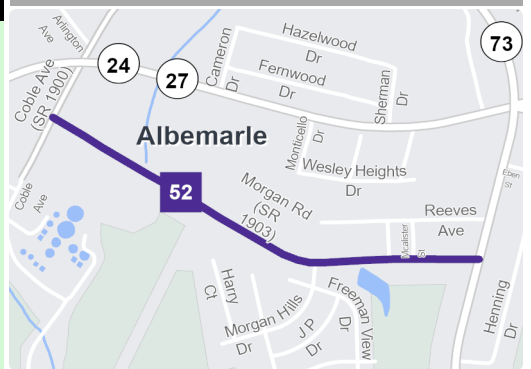 Arlington
Ave
Coble Ave
(SR 1900)
24
27
Cameron
Dr
Hazelwood
Dr
Fernwood
Dr
Sherman
Dr
73
Albemarle
Monticello
Dr
Wesley Heights
Dr
Eben
St
52
Morgan Rd
(SR
1903)
Reeves
Ave
Mcalister
St
Coble
Ave
Harry
Ct
Morgan Hills
Dr
J P
Dr
Freeman View
Dr
Henning
Dr